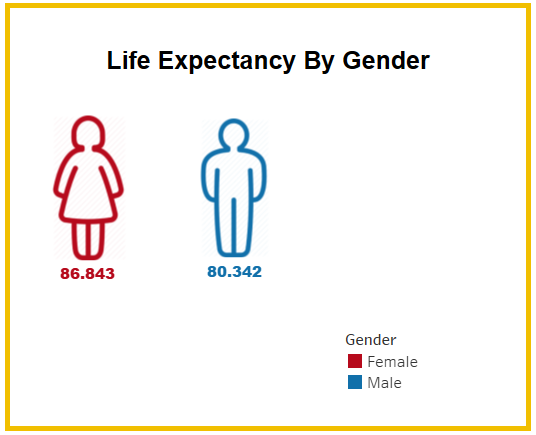 Life Expectancy By Gender
86.843
80.342
Gender
Female
Male